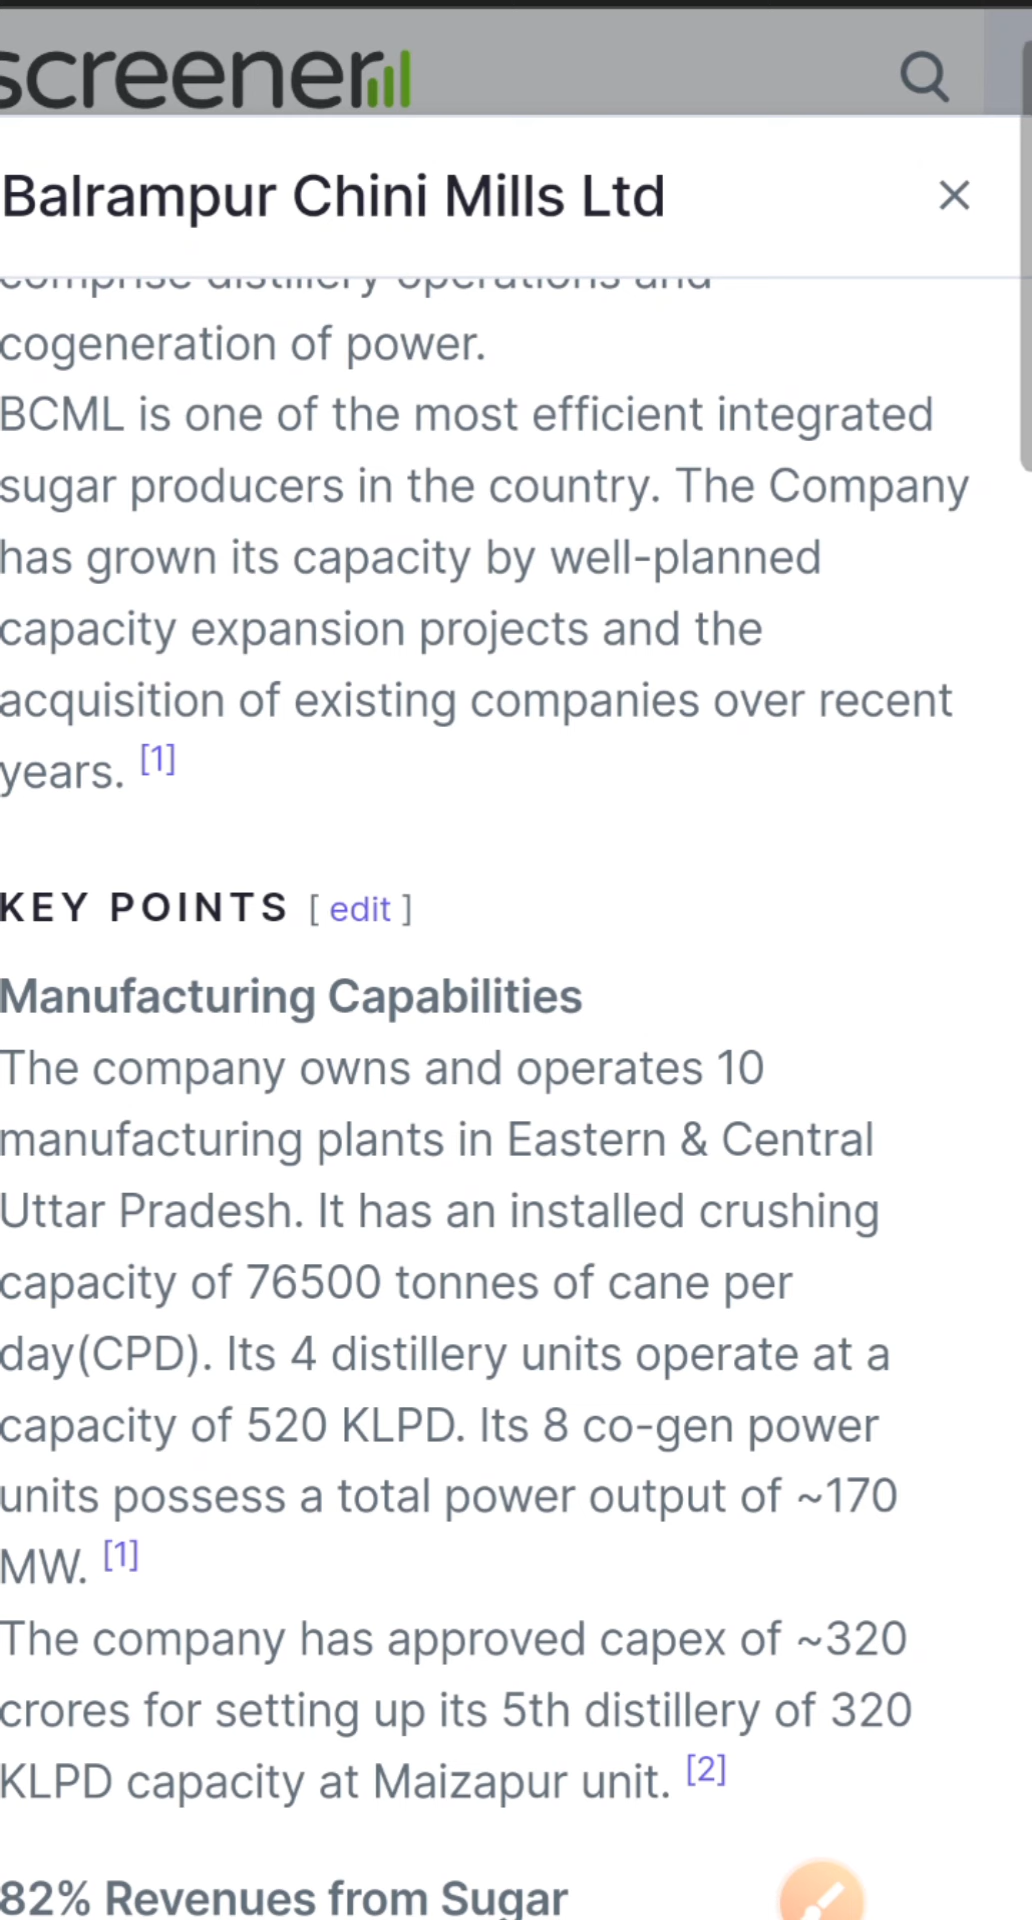 screener
Balrampur Chini Mills Ltd
comprise distillery operations and
cogeneration of power.
BCML is one of the most efficient integrated
sugar producers in the country. The Company
has grown its capacity by well-planned
capacity expansion projects and the
acquisition of existing companies over recent
years. [1]
KEY POINTS [ edit ]
Manufacturing Capabilities
The company owns and operates 10
manufacturing plants in Eastern & Central
Uttar Pradesh. It has an installed crushing
capacity of 76500 tonnes of cane per
day(CPD). Its 4 distillery units operate at a
capacity of 520 KLPD. Its 8 co-gen power
units possess a total power output of ~170
MW. [1]
The company has approved capex of ~320
crores for setting up its 5th distillery of 320
KLPD capacity at Maizapur unit. [2]
82% Revenues from Sugar